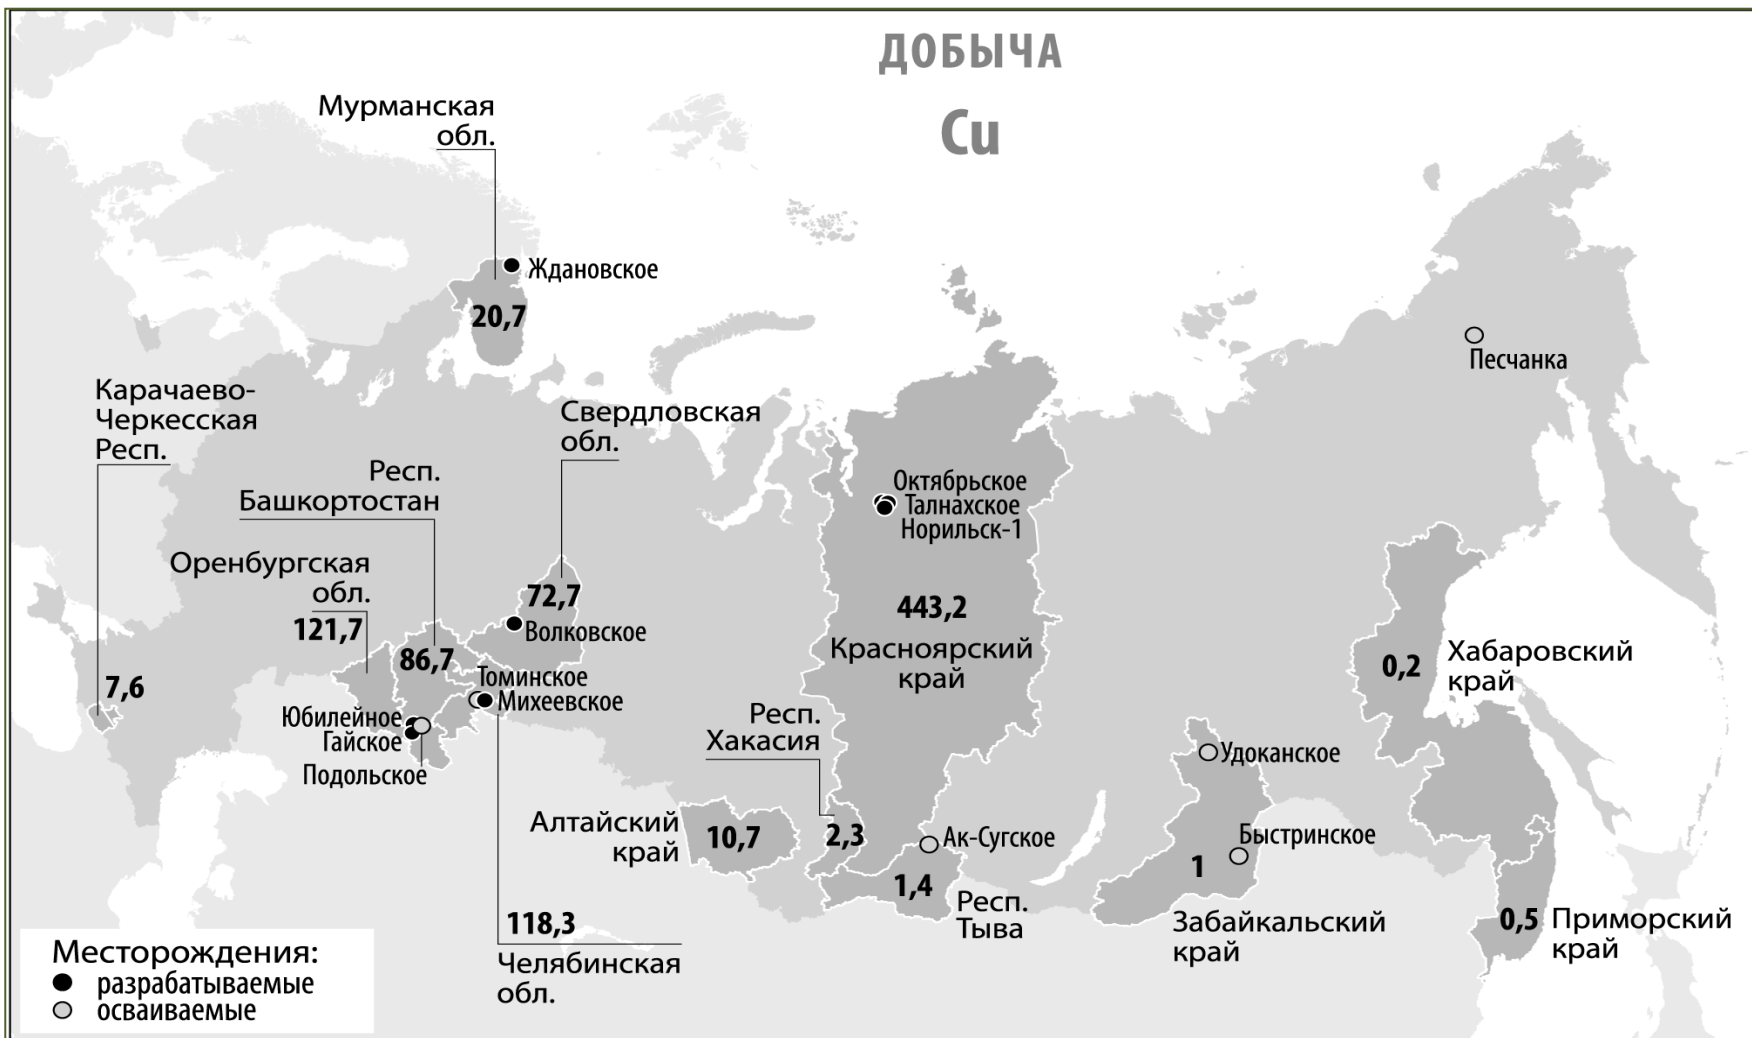 ДОБЫЧА
Cu
Мурманская
обл.
Ждановское
20,7
Песчанка
Карачаево-
Черкесская
Респ.
7,6
Свердловская
обл.
72,7
Волковское
Респ.
Башкортостан
86,7
Оренбургская
обл.
121,7
Октябрьское
Талнахское
Норильск-1
443,2
Красноярский
край
Томинское
Михеевское
Юбилейное
Гайское
Подольское
Хабаровский
край
0,2
Респ.
Хакасия
2,3
Удоканское
Алтайский
край
10,7
Ак-Сугское
Быстринское
1
1,4
Респ.
Тыва
Забайкальский
край
0,5
Приморский
край
118,3
Челябинская
обл.
Месторождения:
разрабатываемые
осваиваемые